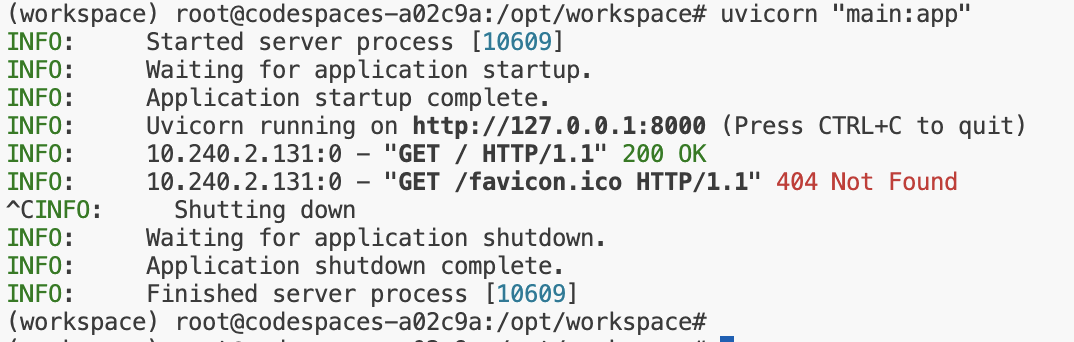 (workspace) root@codespaces-a02c9a:/opt/workspace# uvicorn "main:app"
INFO:     Started server process [10609]
INFO:     Waiting for application startup.
INFO:     Application startup complete.
INFO:     Uvicorn running on http://127.0.0.1:8000 (Press CTRL+C to quit)
INFO:     10.240.2.131:0 – "GET / HTTP/1.1" 200 OK
INFO:     10.240.2.131:0 – "GET /favicon.ico HTTP/1.1" 404 Not Found
^CINFO:     Shutting down
INFO:     Waiting for application shutdown.
INFO:     Application shutdown complete.
INFO:     Finished server process [10609]
(workspace) root@codespaces-a02c9a:/opt/workspace#